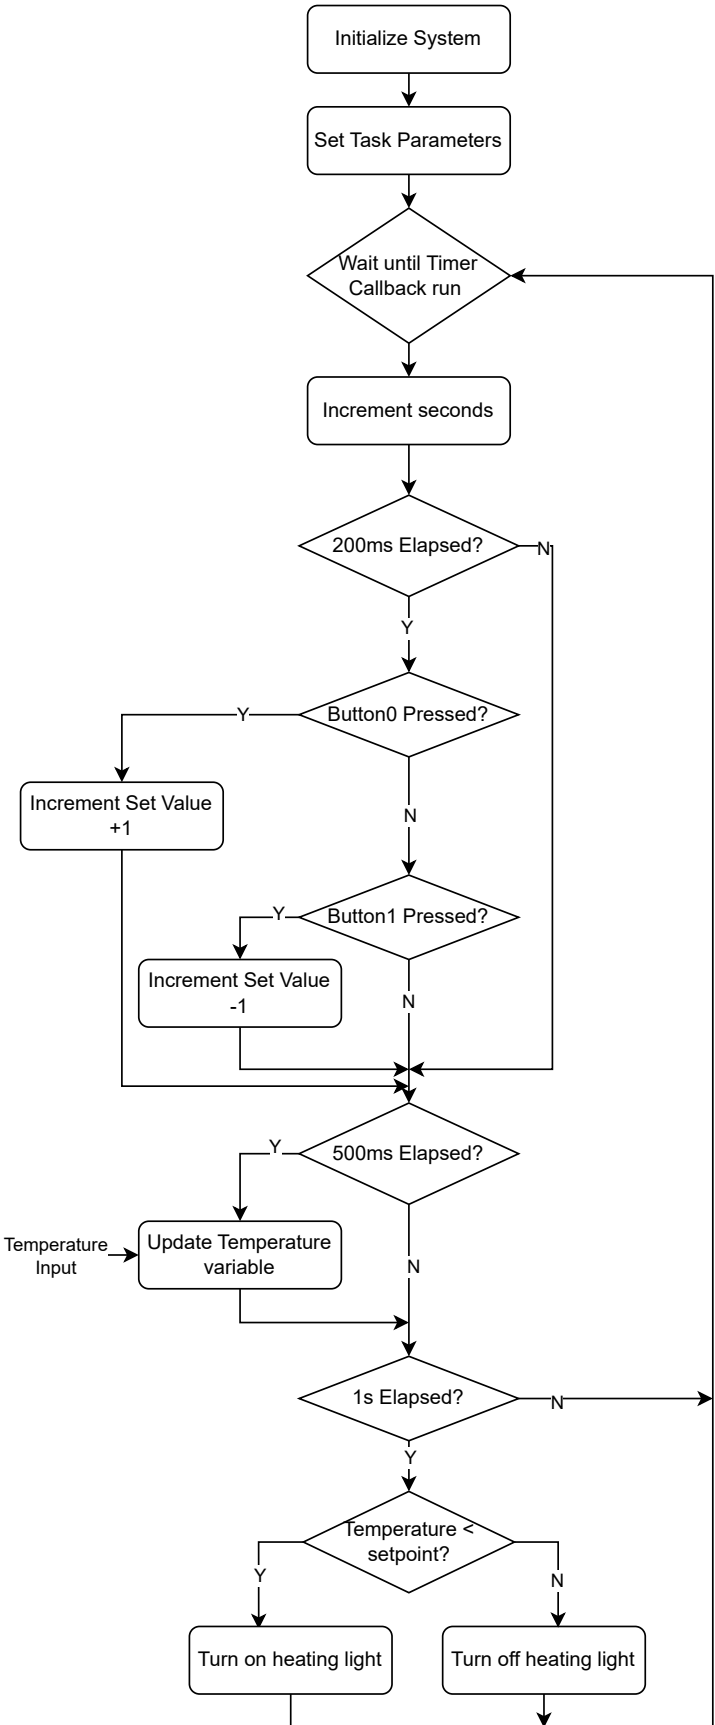 Initialize System
Set Task Parameters
Wait until Timer
Callback run
Increment seconds
200ms Elapsed?
N
Y
Button0 Pressed?
Y
Increment Set Value
+1
N
Button1 Pressed?
Y
Increment Set Value
-1
N
500ms Elapsed?
Y
Temperature
Input
Update Temperature
variable
N
1s Elapsed?
N
Y
Temperature <
setpoint?
Y
N
Turn on heating light
Turn off heating light